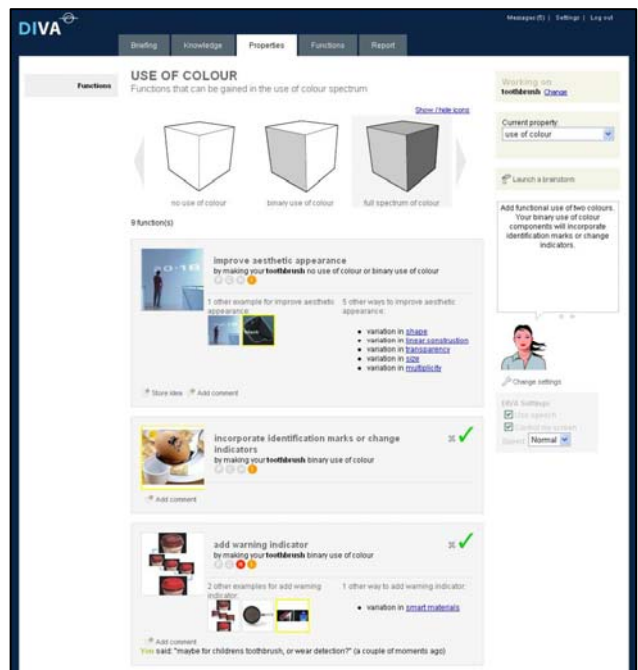 DIVA
Messages (5) | Settings | Log out
Briefing
Knowledge
Properties
Functions
Report
Functions
USE OF COLOUR
Functions that can be gained in the use of colour spectrum
Show / hide icons
no use of colour
binary use of colour
full spectrum of colour
9 function(s)
improve aesthetic appearance
by making your toothbrush no use of colour or binary use of colour
1 other example for improve aesthetic
appearance:
5 other ways to improve aesthetic
appearance:
variation in shape
variation in linear construction
variation in transparency
variation in size
variation in multiplicity
Store idea
Add comment
incorporate identification marks or change
indicators
by making your toothbrush binary use of colour
Add comment
add warning indicator
by making your toothbrush binary use of colour
2 other examples for add warning
indicator:
1 other way to add warning indicator:
variation in smart materials
Add comment
You said: "maybe for childrens toothbrush, or wear detection?" (a couple of moments ago)
Working on
toothbrush Change
Current property:
use of colour
Launch a brainstorm
Add functional use of two colours.
Your binary use of colour
components will incorporate
identification marks or change
indicators.
Change settings
DIVA Settings
Use speech
Control my screen
Speed: Normal